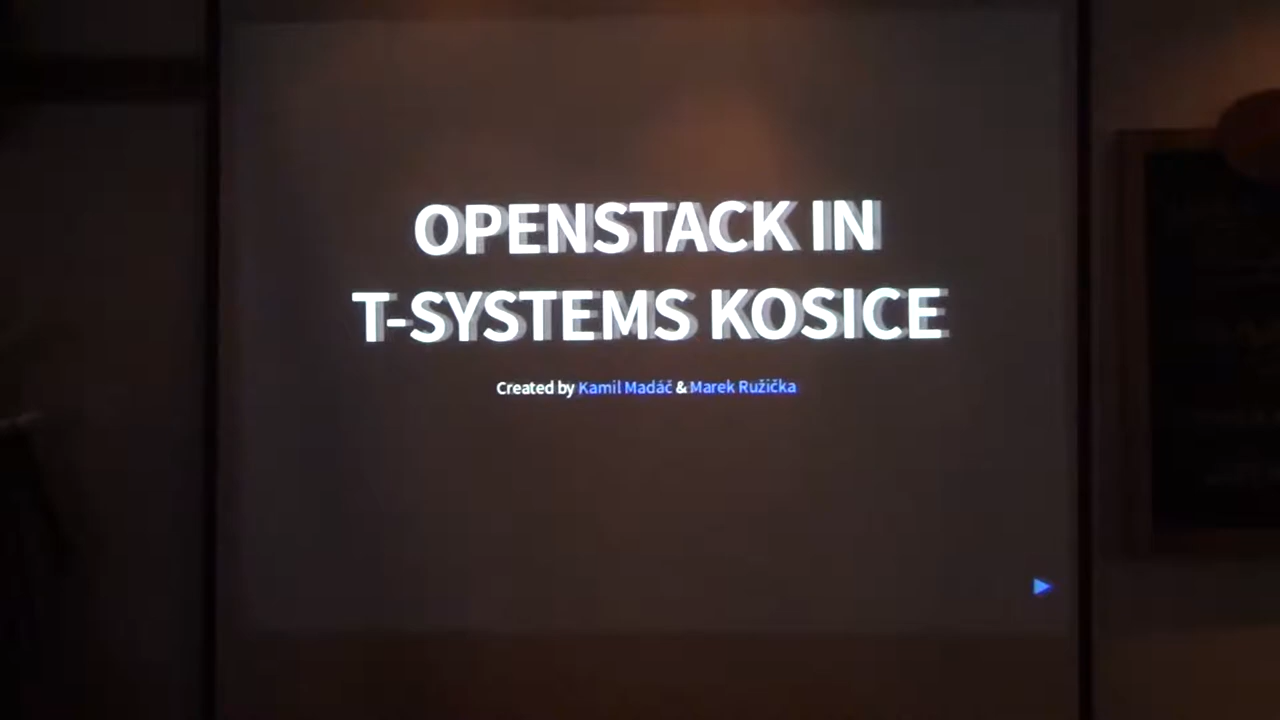 OPENSTACK IN
T-SYSTEMS KOSICE
Created by Kamil Madáč & Marek Ružička